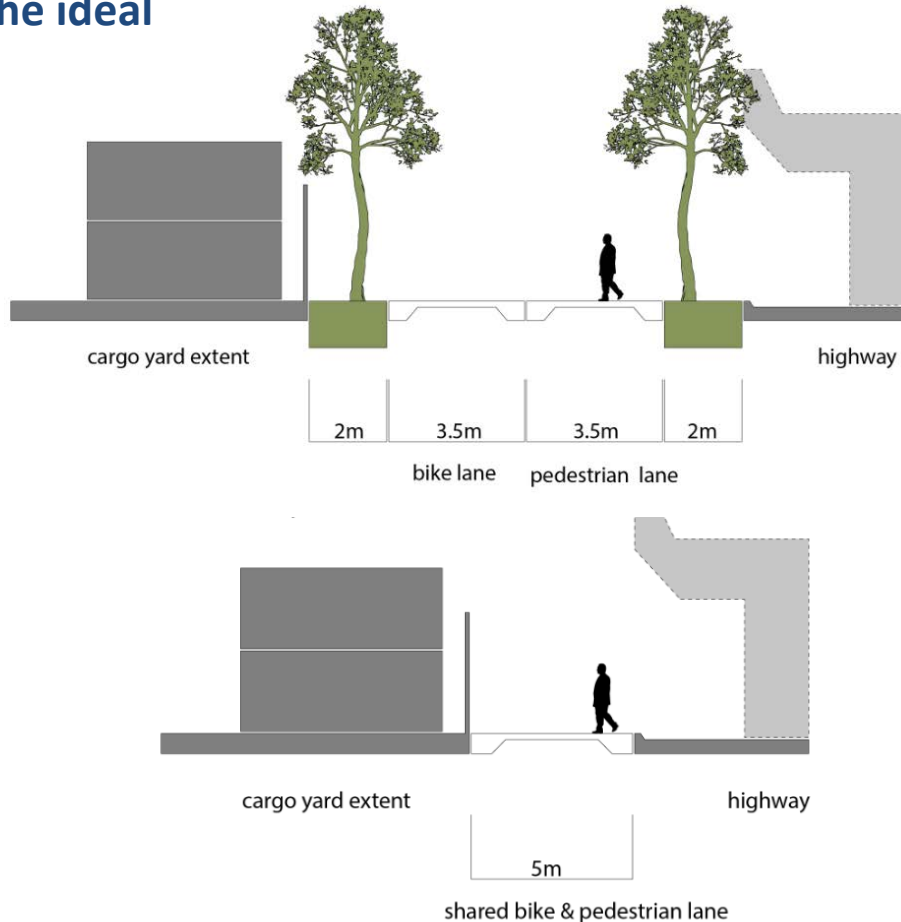 he ideal
cargo yard extent
highway
2m 3.5m 3.5m 2m
bike lane pedestrian lane
cargo yard extent
highway
5m
shared bike & pedestrian lane